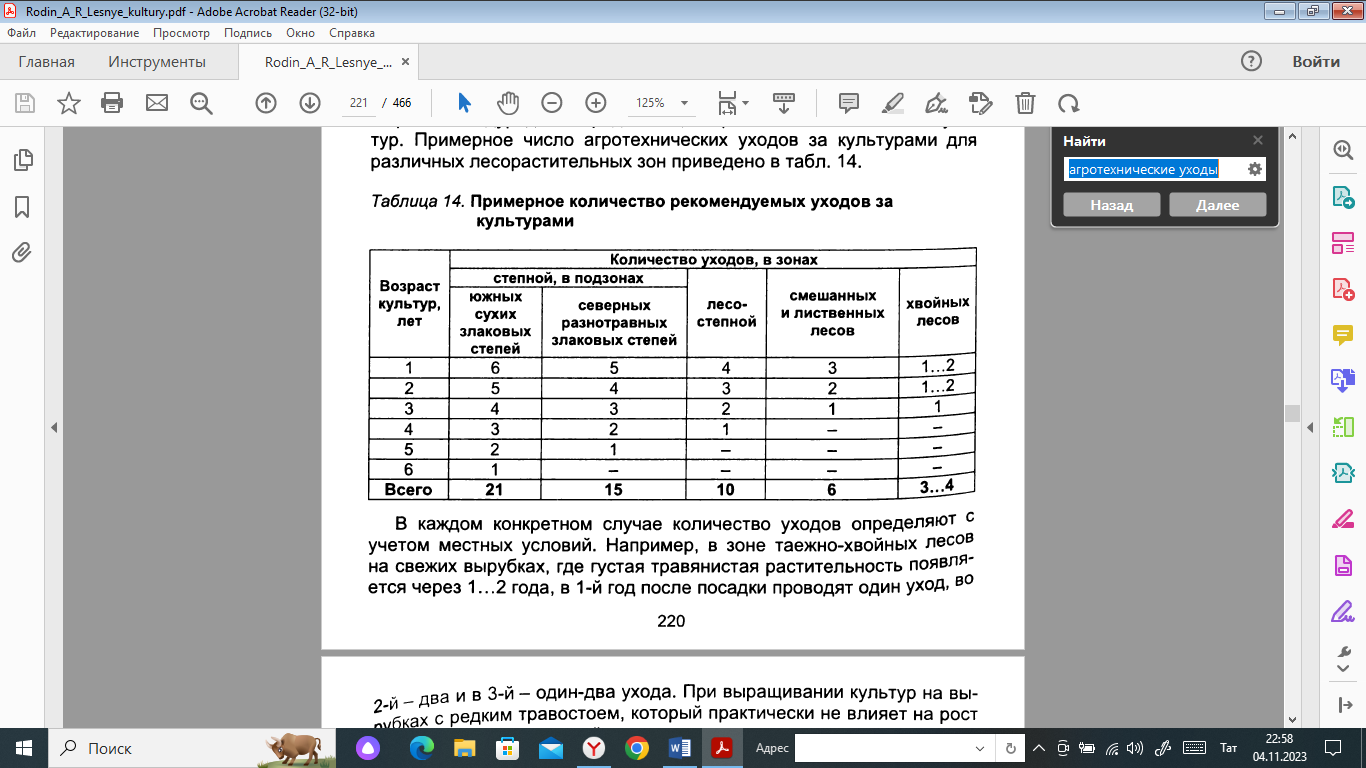 Rodin_A_R_Lesnye_kultury.pdf - Adobe Acrobat Reader (32-bit)
Файл Редактирование Просмотр Подпись Окно Справка
Главная Инструменты Rodin_A_R_Lesnye_... × Войти
221 / 466 125%
тур. Примерное число агротехнических уходов за культурами для
различных лесорастительных зон приведено в табл. 14.
Найти
агротехнические уходы
Назад Далее
Таблица 14. Примерное количество рекомендуемых уходов за
культурами
Возраст культур, лет
Количество уходов, в зонах
степной, в подзонах
южных сухих злаковых степей
северных разнотравных злаковых степей
лесо-степной
смешанных и лиственных лесов
хвойных лесов
1 6 5 4 3 1...2
2 5 4 3 2 1...2
3 4 3 2 1 1
4 3 2 1 – –
5 2 1 – – –
6 1 – – – –
Всего 21 15 10 6 3...4
В каждом конкретном случае количество уходов определяют с
учетом местных условий. Например, в зоне таежно-хвойных лесов
на свежих вырубках, где густая травянистая растительность появля-
ется через 1...2 года, в 1-й год после посадки проводят один уход, во
220
2-й – два и в 3-й – один-два ухода. При выращивании культур на вы-
рубках с редким травостоем, который практически не влияет на рост
Поиск
Адрес
Тат
22:58
04.11.2023